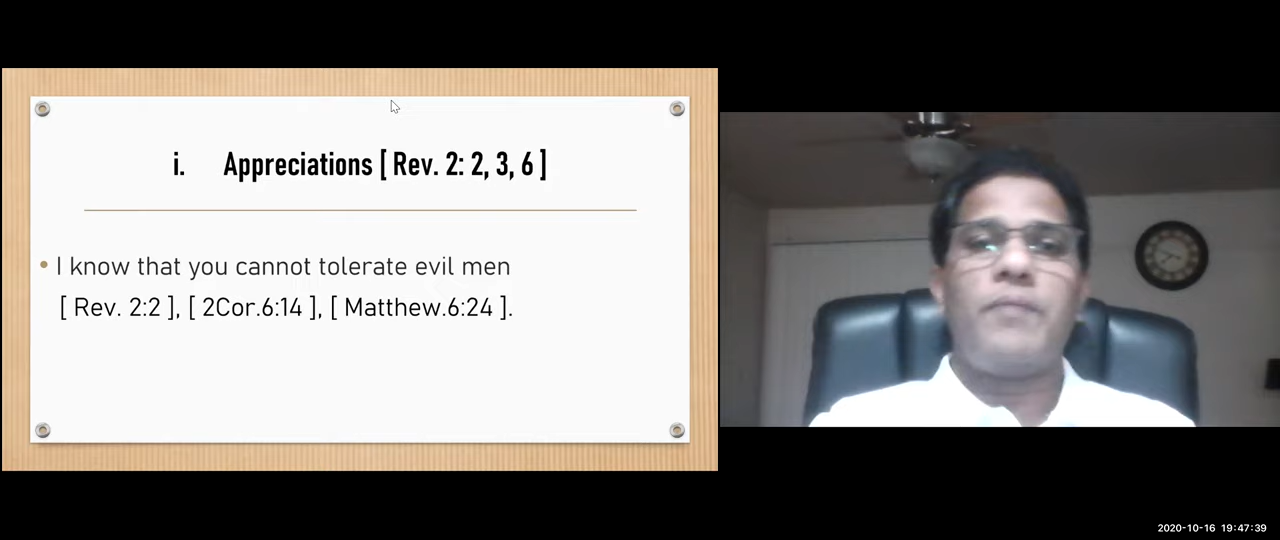 i. Appreciations [ Rev. 2: 2, 3, 6 ]
• I know that you cannot tolerate evil men
[ Rev. 2:2 ], [ 2Cor.6:14 ], [ Matthew.6:24 ].
2020-10-16 19:47:39